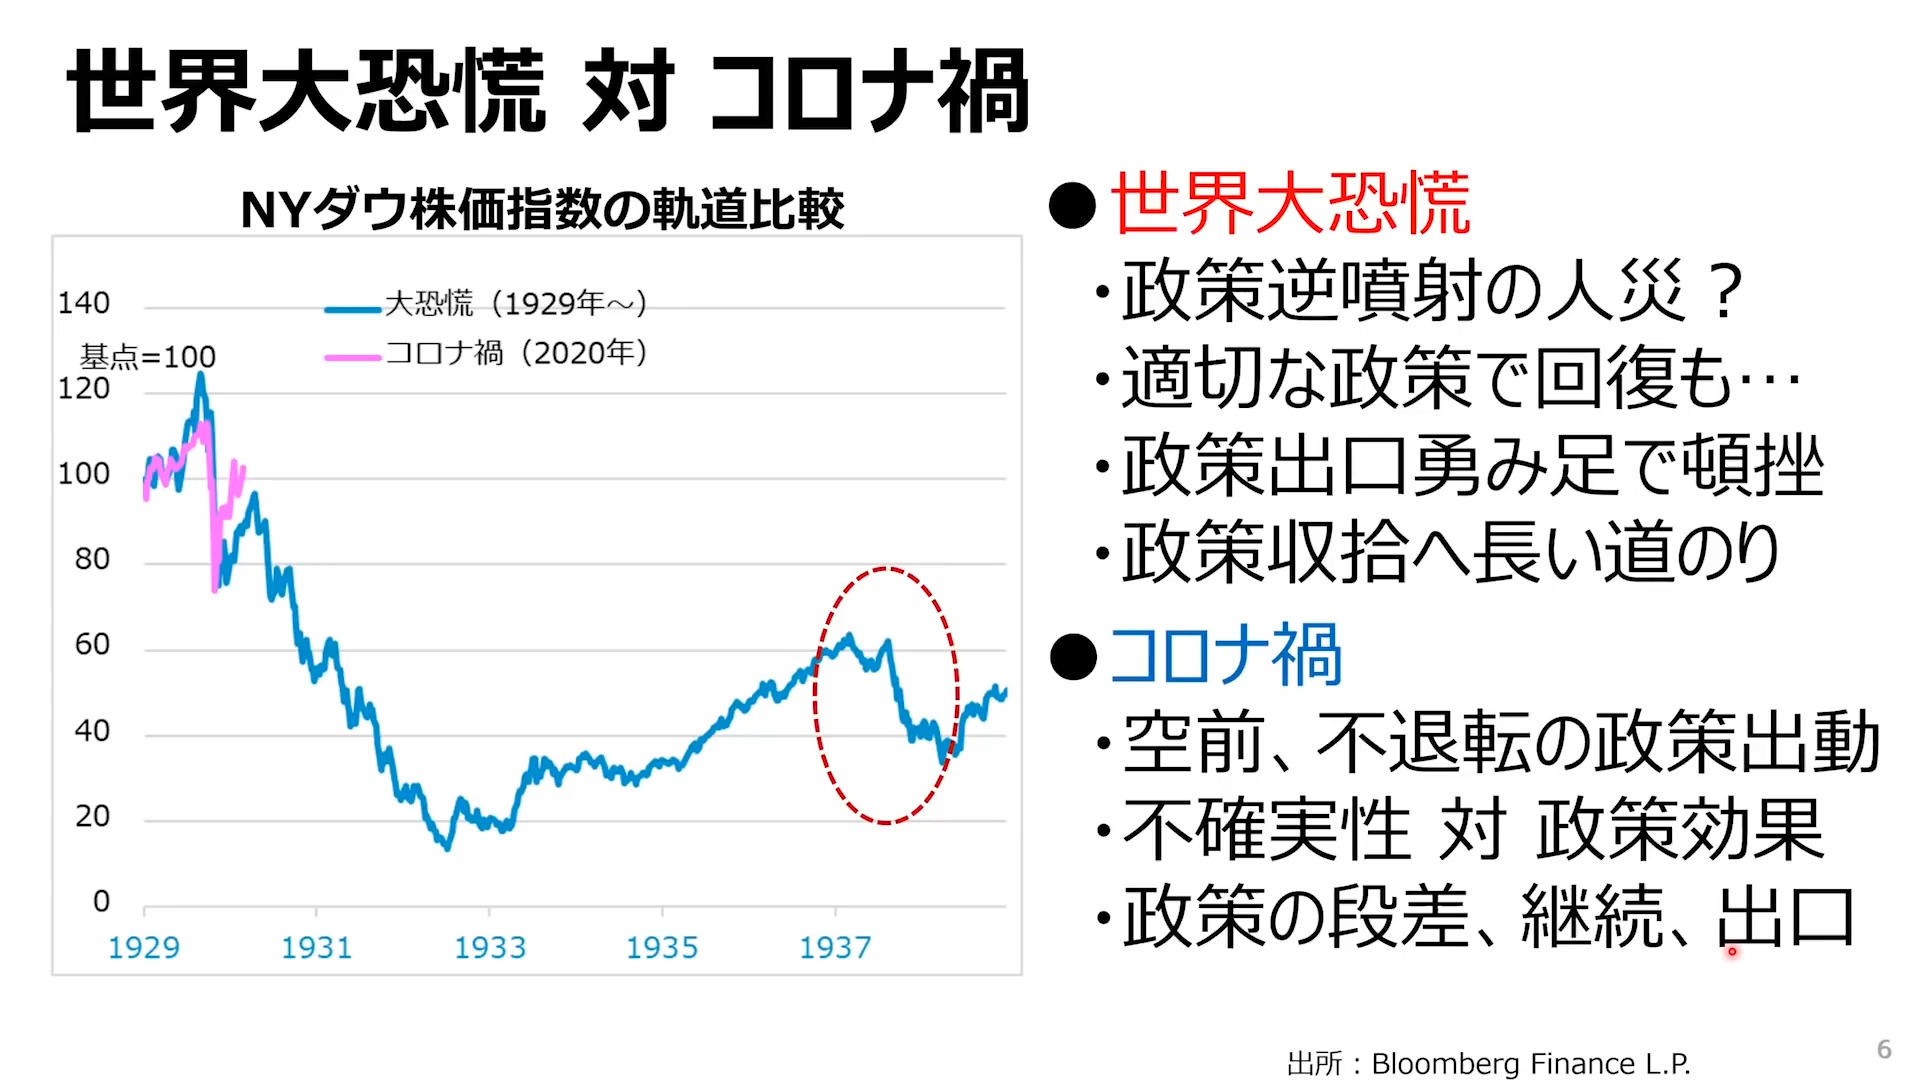 世界大恐慌 対 コロナ禍
NYダウ株価指数の軌道比較
大恐慌（1929年～）
コロナ禍（2020年）
基点=100
140
120
100
80
60
40
20
0
1929 1931 1933 1935 1937
●世界大恐慌
・政策逆噴射の人災？
・適切な政策で回復も…
・政策出口勇み足で頓挫
・政策収拾へ長い道のり
●コロナ禍
・空前、不退転の政策出動
・不確実性 対 政策効果
・政策の段差、継続、出口
出所：Bloomberg Finance L.P.
6